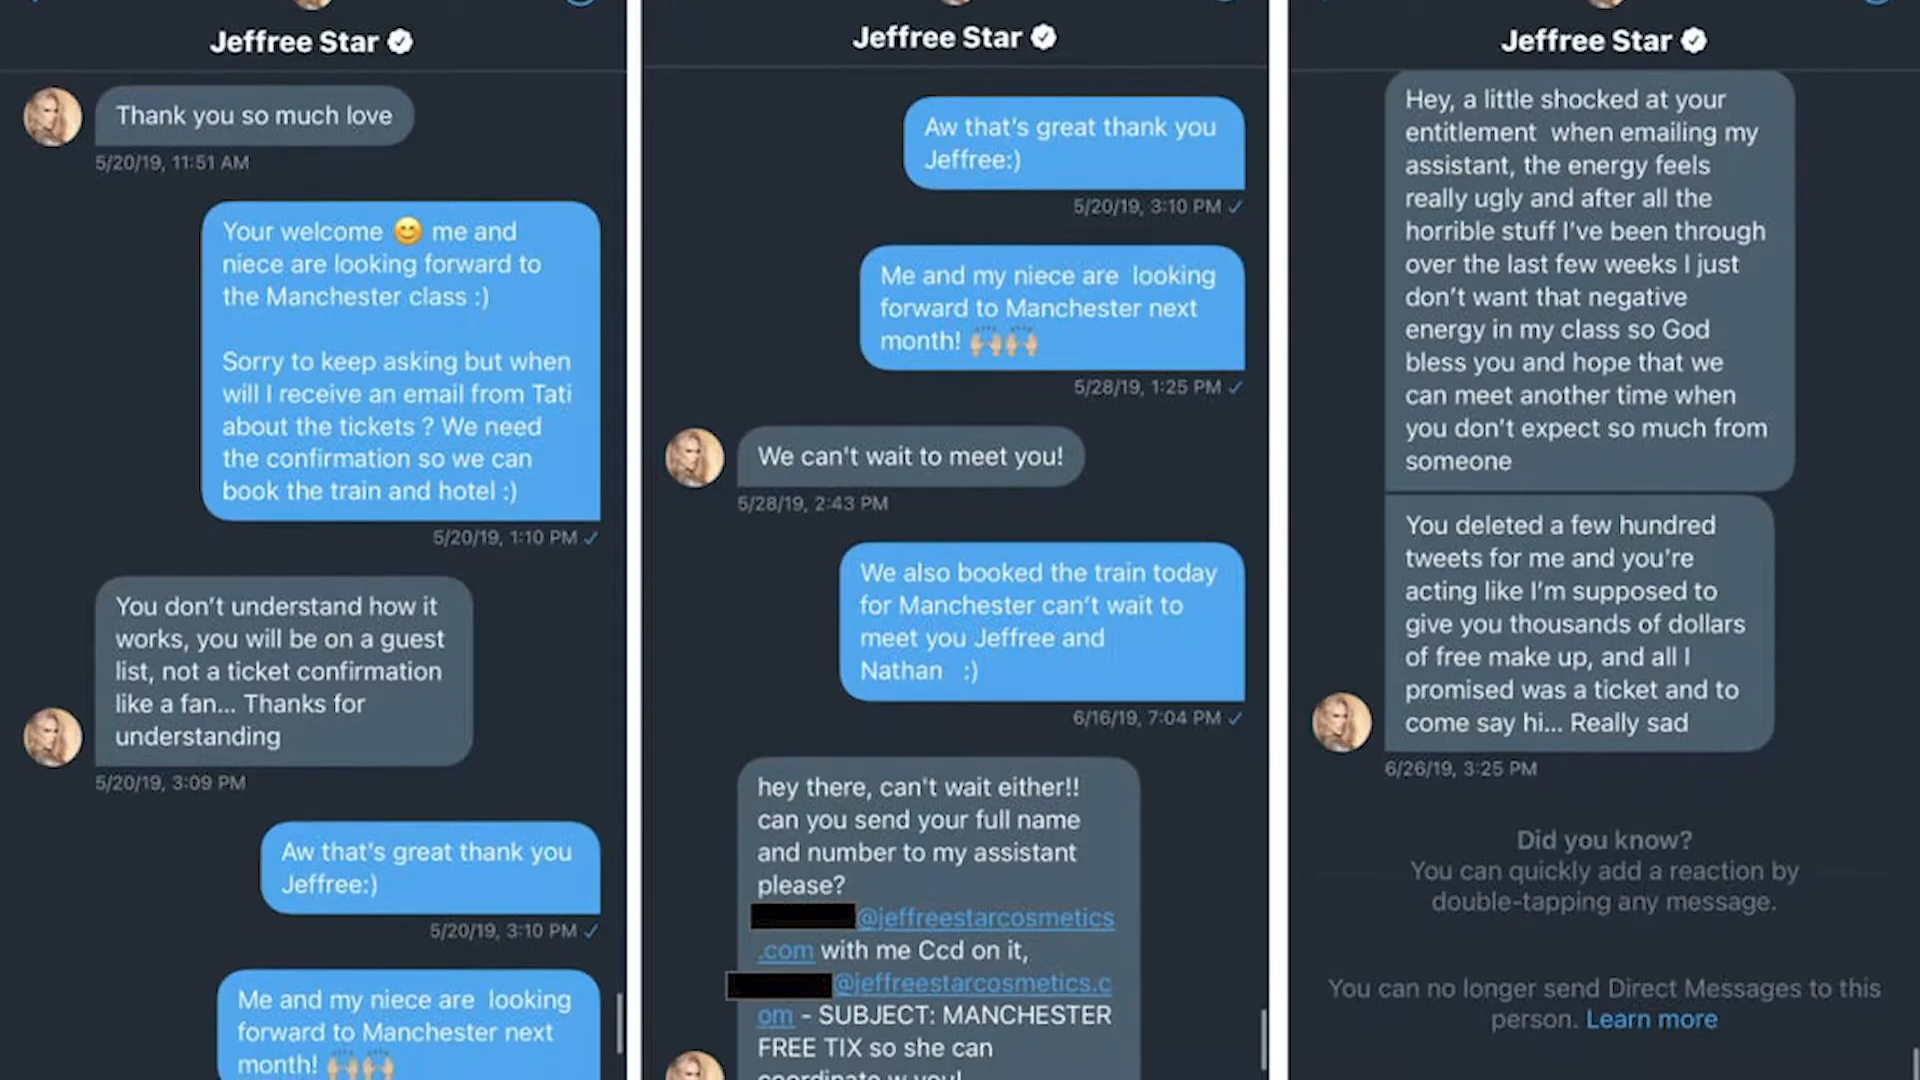 Jeffree Star
Thank you so much love
5/20/19, 11:51 AM
Your welcome 😊 me and
niece are looking forward to
the Manchester class :)
Sorry to keep asking but when
will I receive an email from Tati
about the tickets ? We need
the confirmation so we can
book the train and hotel :)
5/20/19, 1:10 PM ✓
You don't understand how it
works, you will be on a guest
list, not a ticket confirmation
like a fan... Thanks for
understanding
5/20/19, 3:09 PM
Aw that's great thank you
Jeffree:)
5/20/19, 3:10 PM ✓
Me and my niece are looking
forward to Manchester next
month! 🙌🏼🙌🏼
Jeffree Star
Aw that's great thank you
Jeffree:)
5/20/19, 3:10 PM ✓
Me and my niece are looking
forward to Manchester next
month! 🙌🏼🙌🏼
5/28/19, 1:25 PM ✓
We can't wait to meet you!
5/28/19, 2:43 PM
We also booked the train today
for Manchester can't wait to
meet you Jeffree and
Nathan :)
6/16/19, 7:04 PM ✓
hey there, can't wait either!!
can you send your full name
and number to my assistant
please?
@jeffreestarcosmetics
.com with me Ccd on it,
@jeffreestarcosmetics.c
om - SUBJECT: MANCHESTER
FREE TIX so she can
coordinate w you!
Jeffree Star
Hey, a little shocked at your
entitlement when emailing my
assistant, the energy feels
really ugly and after all the
horrible stuff I've been through
over the last few weeks I just
don't want that negative
energy in my class so God
bless you and hope that we
can meet another time when
you don't expect so much from
someone
You deleted a few hundred
tweets for me and you're
acting like I'm supposed to
give you thousands of dollars
of free make up, and all I
promised was a ticket and to
come say hi... Really sad
6/26/19, 3:25 PM
Did you know?
You can quickly add a reaction by
double-tapping any message.
You can no longer send Direct Messages to this
person. Learn more